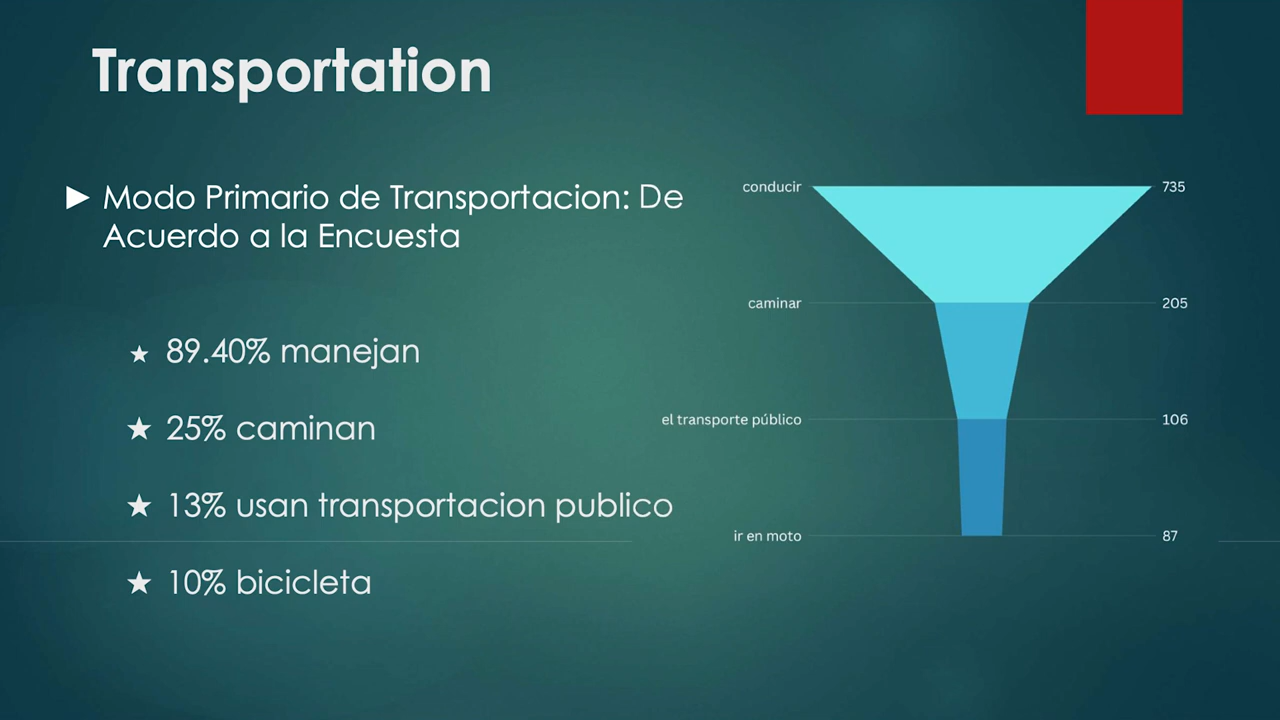 Transportation
Modo Primario de Transportacion: De
Acuerdo a la Encuesta
89.40% manejan
25% caminan
13% usan transportacion publico
10% bicicleta
conducir 735
caminar 205
el transporte público 106
ir en moto 87